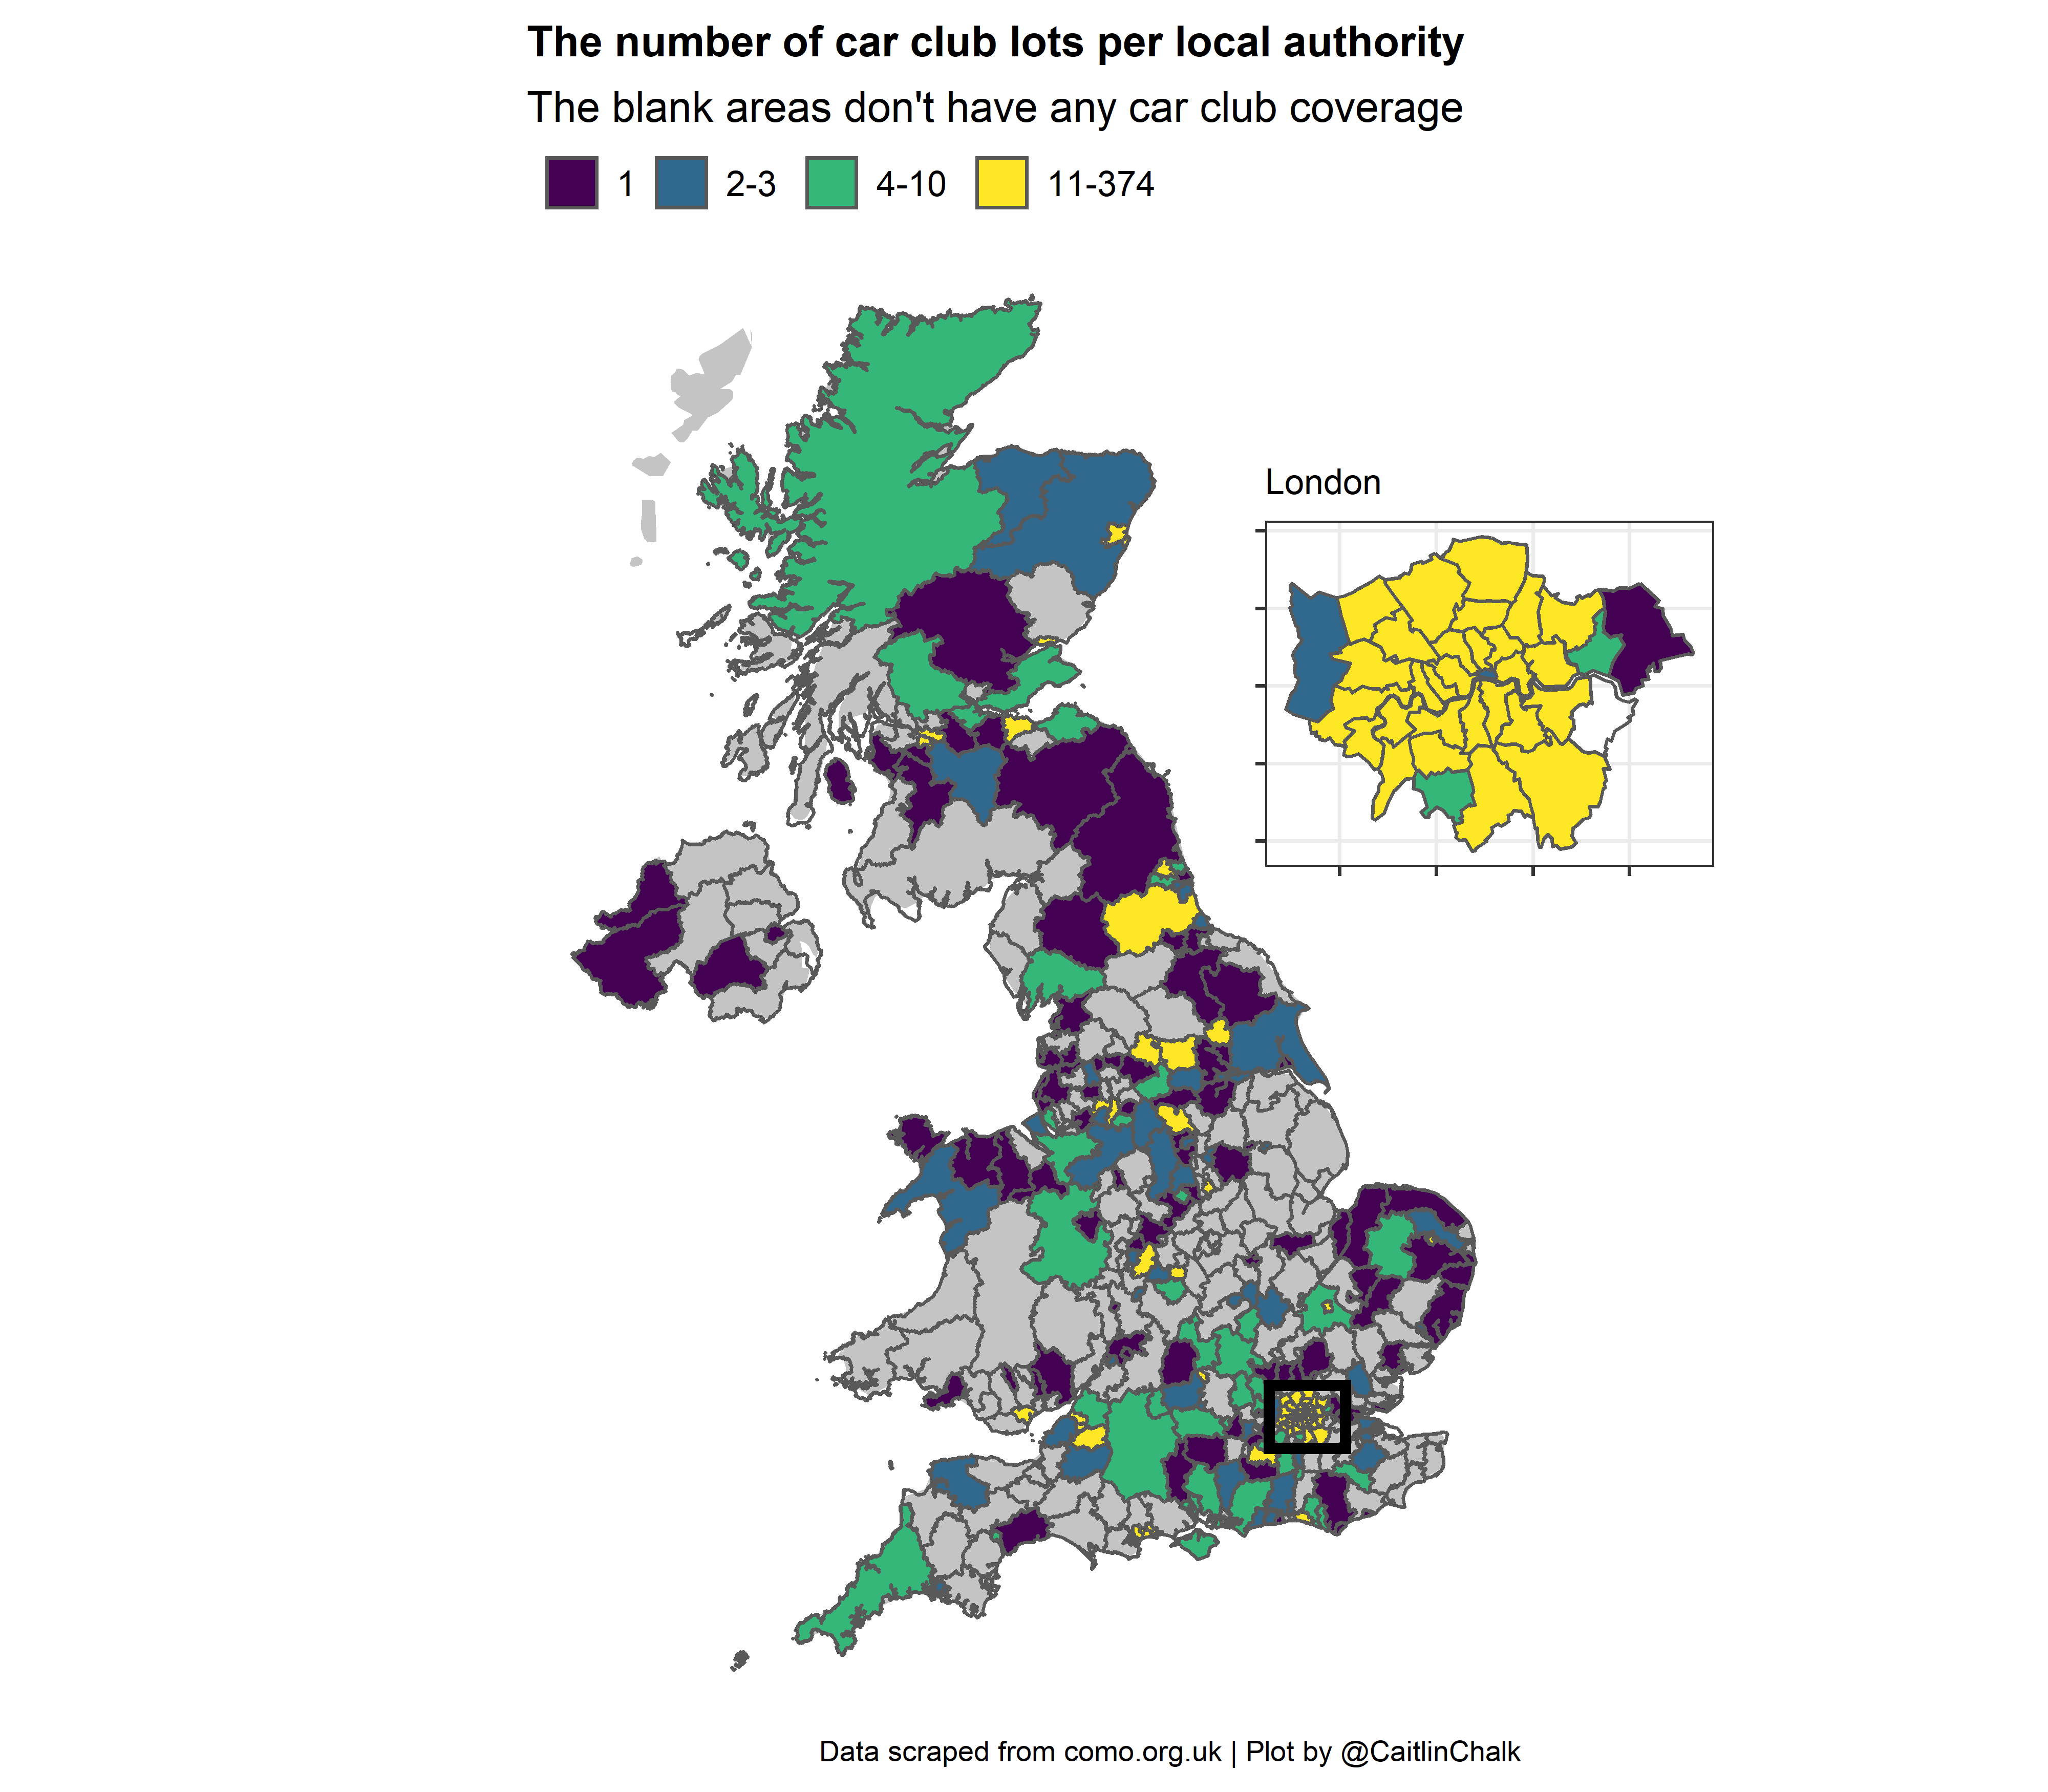 The number of car club lots per local authority
The blank areas don't have any car club coverage
1 2-3 4-10 11-374
London
Data scraped from como.org.uk | Plot by @CaitlinChalk